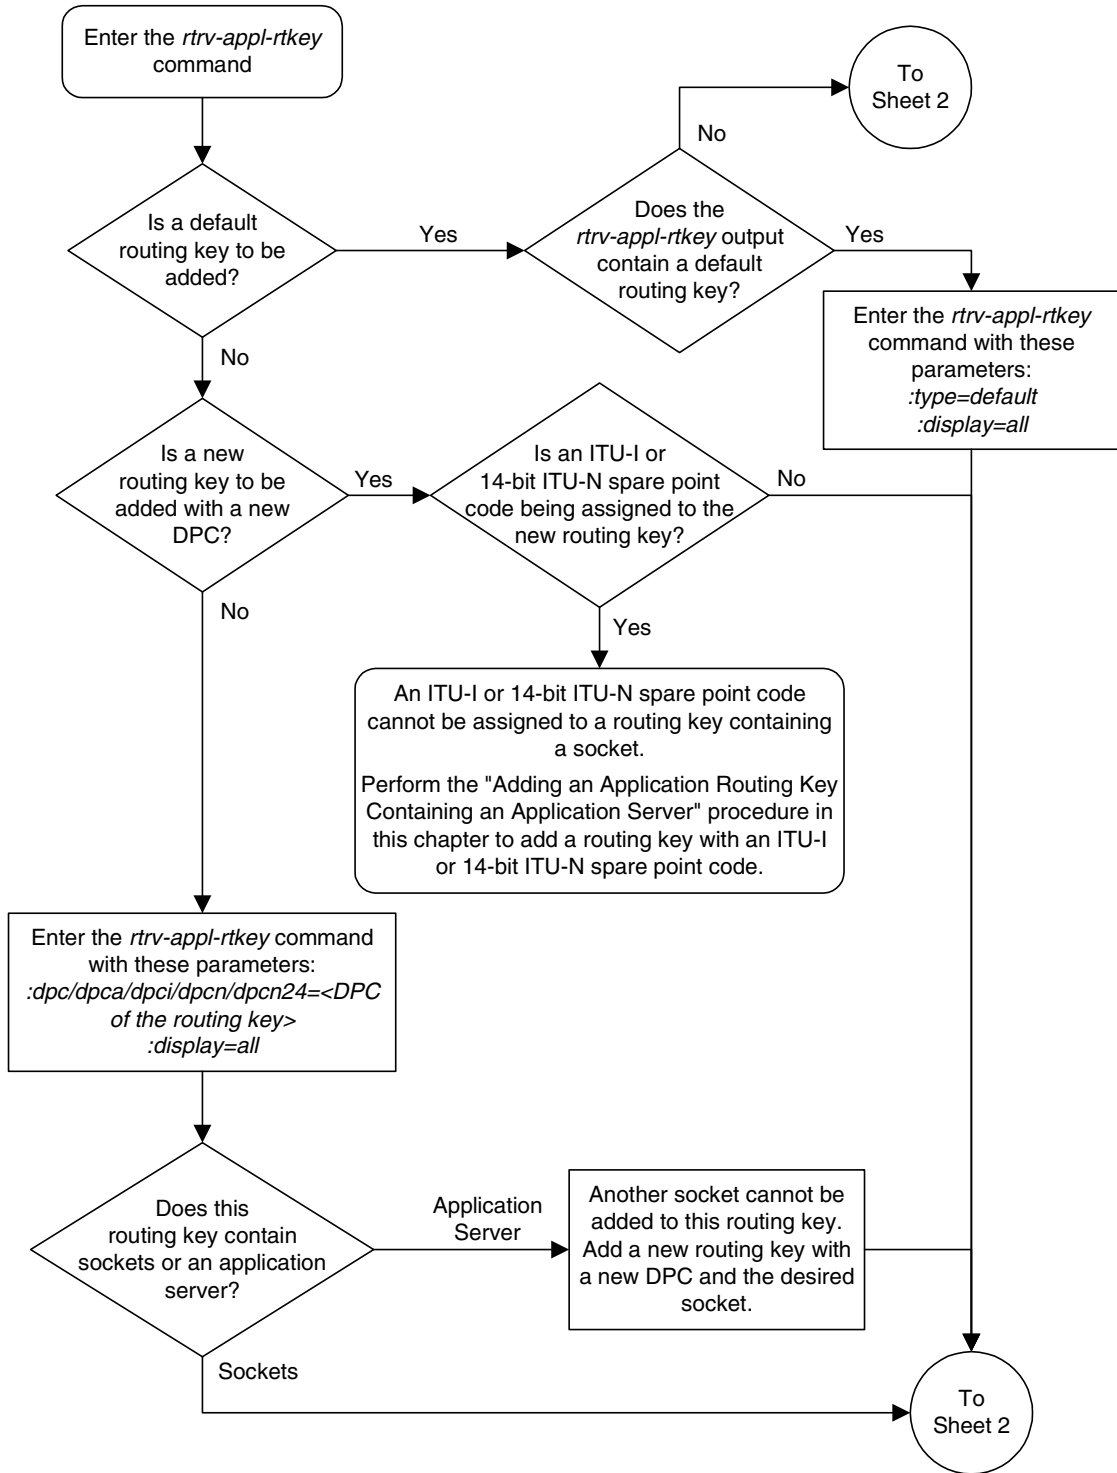 Enter the rtrv-appl-rtkey
command
To
Sheet 2
No
Is a default
routing key to be
added?
Yes
Does the
rtrv-appl-rtkey output
contain a default
routing key?
Yes
Enter the rtrv-appl-rtkey
command with these
parameters:
:type=default
:display=all
No
Is a new
routing key to be
added with a new
DPC?
Yes
Is an ITU-I or
14-bit ITU-N spare point
code being assigned to the
new routing key?
No
No
Yes
An ITU-I or 14-bit ITU-N spare point code
cannot be assigned to a routing key containing
a socket.
Perform the "Adding an Application Routing Key
Containing an Application Server" procedure in
this chapter to add a routing key with an ITU-I
or 14-bit ITU-N spare point code.
Enter the rtrv-appl-rtkey command
with these parameters:
:dpc/dpca/dpci/dpcn/dpcn24=<DPC
of the routing key>
:display=all
Does this
routing key contain
sockets or an application
server?
Application
Server
Another socket cannot be
added to this routing key.
Add a new routing key with
a new DPC and the desired
socket.
Sockets
To
Sheet 2